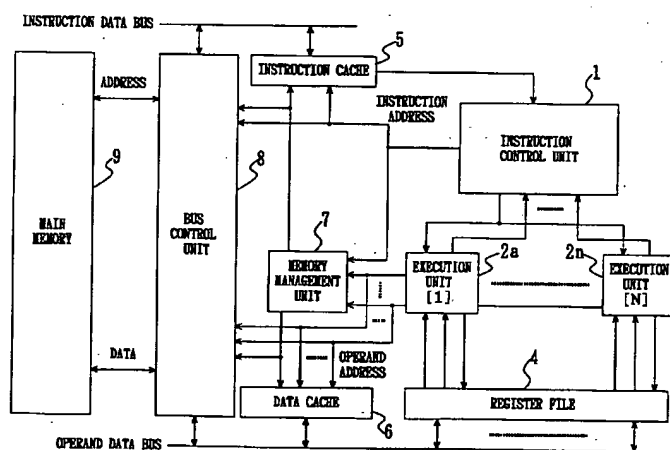 INSTRUCTION DATA BUS
5
INSTRUCTION CACHE
1
ADDRESS
INSTRUCTION
ADDRESS
INSTRUCTION
CONTROL UNIT
9
8
MAIN
MEMORY
BUS
CONTROL
UNIT
7
MEMORY
MANAGEMENT
UNIT
2a
EXECUTION
UNIT
[1]
2n
EXECUTION
UNIT
[N]
DATA
OPERAND
ADDRESS
4
DATA CACHE
6
REGISTER FILE
OPERAND DATA BUS